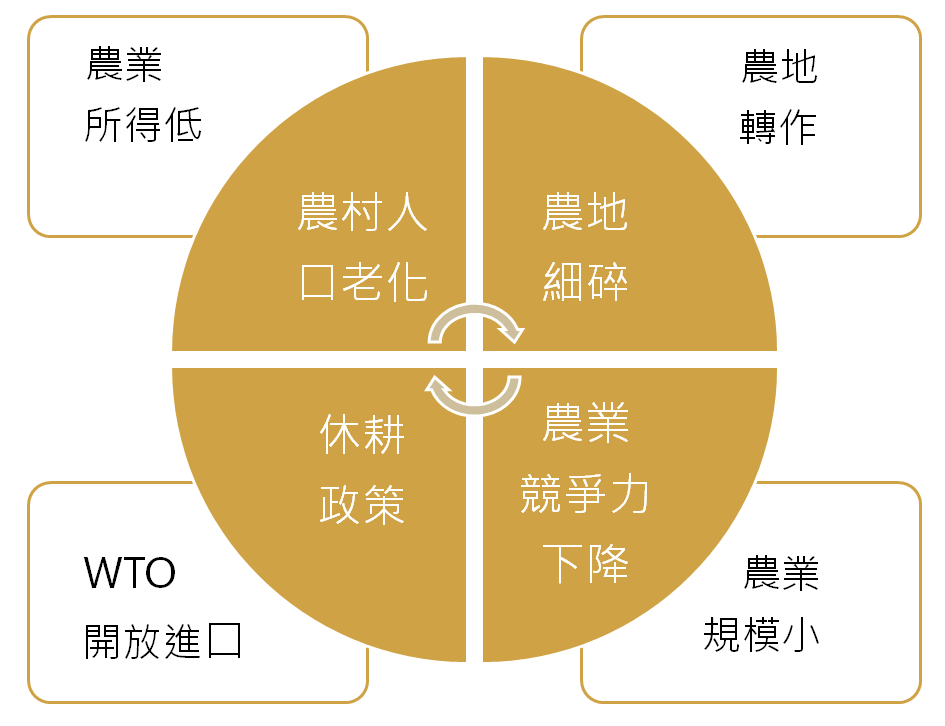 農業
所得低
農地
轉作
農村人
口老化
農地
細碎
休耕
政策
農業
競爭力
下降
WTO
開放進口
農業
規模小